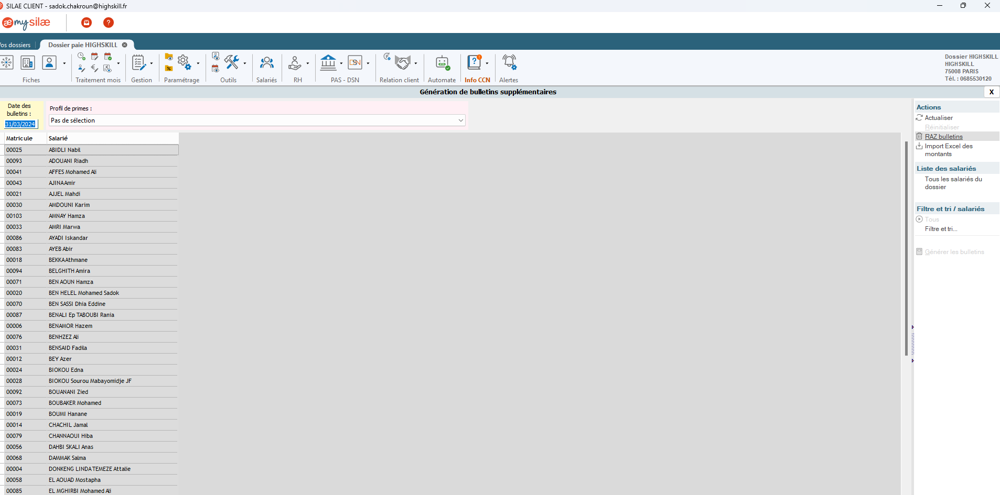 SILAE CLIENT - sadok.chakroun@highskill.fr
my silae
?
Vos dossiers
Dossier paie HIGHSKILL
Fiches
Traitement mois
Gestion
Paramétrage
Outils
Salariés
RH
PAS - DSN
Relation client
Automate
Info CCN
Alertes
Dossier HIGHSKILL
HIGHSKILL
75008 PARIS
Tél. : 0685530120
Génération de bulletins supplémentaires
X
Date des
bulletins :
31/03/2024
Profil de primes :
Pas de sélection
Matricule Salarié
00025 ABIDLI Nabil
00093 ADOUANI Riadh
00041 AFFES Mohamed Ali
00043 AJINA Amir
00021 AJJEL Mahdi
00030 AMDOUNI Karim
00103 AMNAY Hamza
00033 AMRI Marwa
00086 AYADI Iskandar
00083 AYEB Abir
00018 BEKKA Athmane
00094 BELGHITH Amira
00071 BEN AOUN Hamza
00020 BEN HELEL Mohamed Sadok
00070 BEN SASSI Dhia Eddine
00087 BENALI Ep TABOUBI Rania
00006 BENAMOR Hazem
00076 BENHZEZ Ali
00031 BENSAID Fadila
00012 BEY Azer
00024 BIOKOU Edna
00028 BIOKOU Sourou Mabayomidje JF
00092 BOUANANI Zied
00073 BOUBAKER Mohamed
00019 BOUMI Hanane
00014 CHACHIL Jamal
00079 CHANNAOUI Hiba
00056 DAHBI SKALI Anas
00068 DAMMAK Salma
00004 DONKENG LINDA TEMEZE Attalie
00058 EL AOUAD Mostapha
00085 EL MGHIRBI Mohamed Ali
Actions
Actualiser
Réinitialiser
RAZ bulletins
Import Excel des
montants
Liste des salariés
Tous les salariés du
dossier
Filtre et tri / salariés
Tous
Filtre et tri...
Générer les bulletins